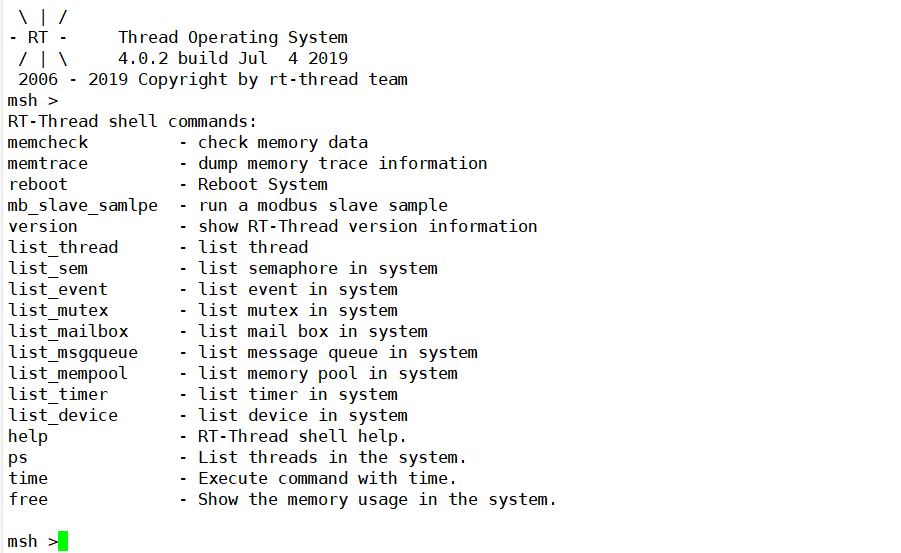 \ | /
- RT -     Thread Operating System
 / | \     4.0.2 build Jul  4 2019
 2006 - 2019 Copyright by rt-thread team
msh >
RT-Thread shell commands:
memcheck         - check memory data
memtrace         - dump memory trace information
reboot           - Reboot System
mb_slave_samlpe  - run a modbus slave sample
version          - show RT-Thread version information
list_thread      - list thread
list_sem         - list semaphore in system
list_event       - list event in system
list_mutex       - list mutex in system
list_mailbox     - list mail box in system
list_msgqueue    - list message queue in system
list_mempool     - list memory pool in system
list_timer       - list timer in system
list_device      - list device in system
help             - RT-Thread shell help.
ps               - List threads in the system.
time             - Execute command with time.
free             - Show the memory usage in the system.

msh >